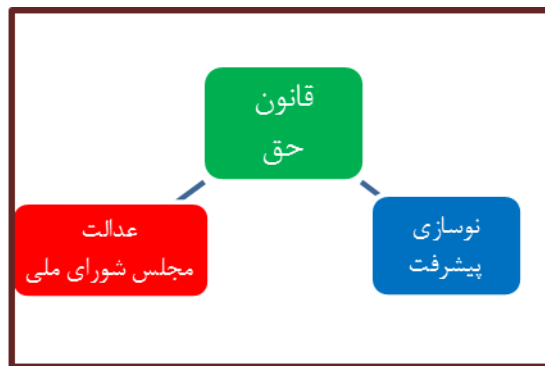 قانون
حق
نوسازی
پیشرفت
عدالت
مجلس شورای ملی